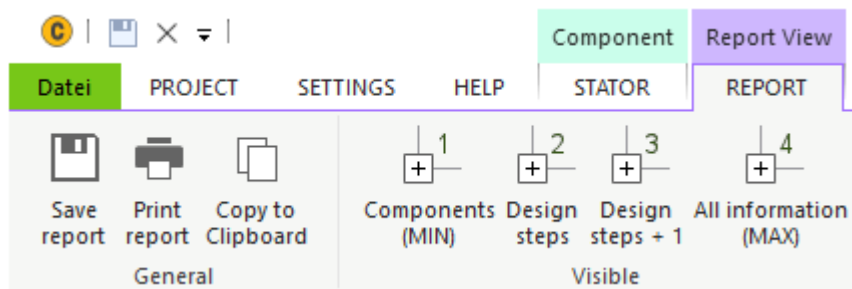 C
Component Report View
Datei PROJECT SETTINGS HELP STATOR REPORT
1 2 3 4
Save Print Copy to Components Design Design All information
report report Clipboard (MIN) steps steps + 1 (MAX)
General Visible